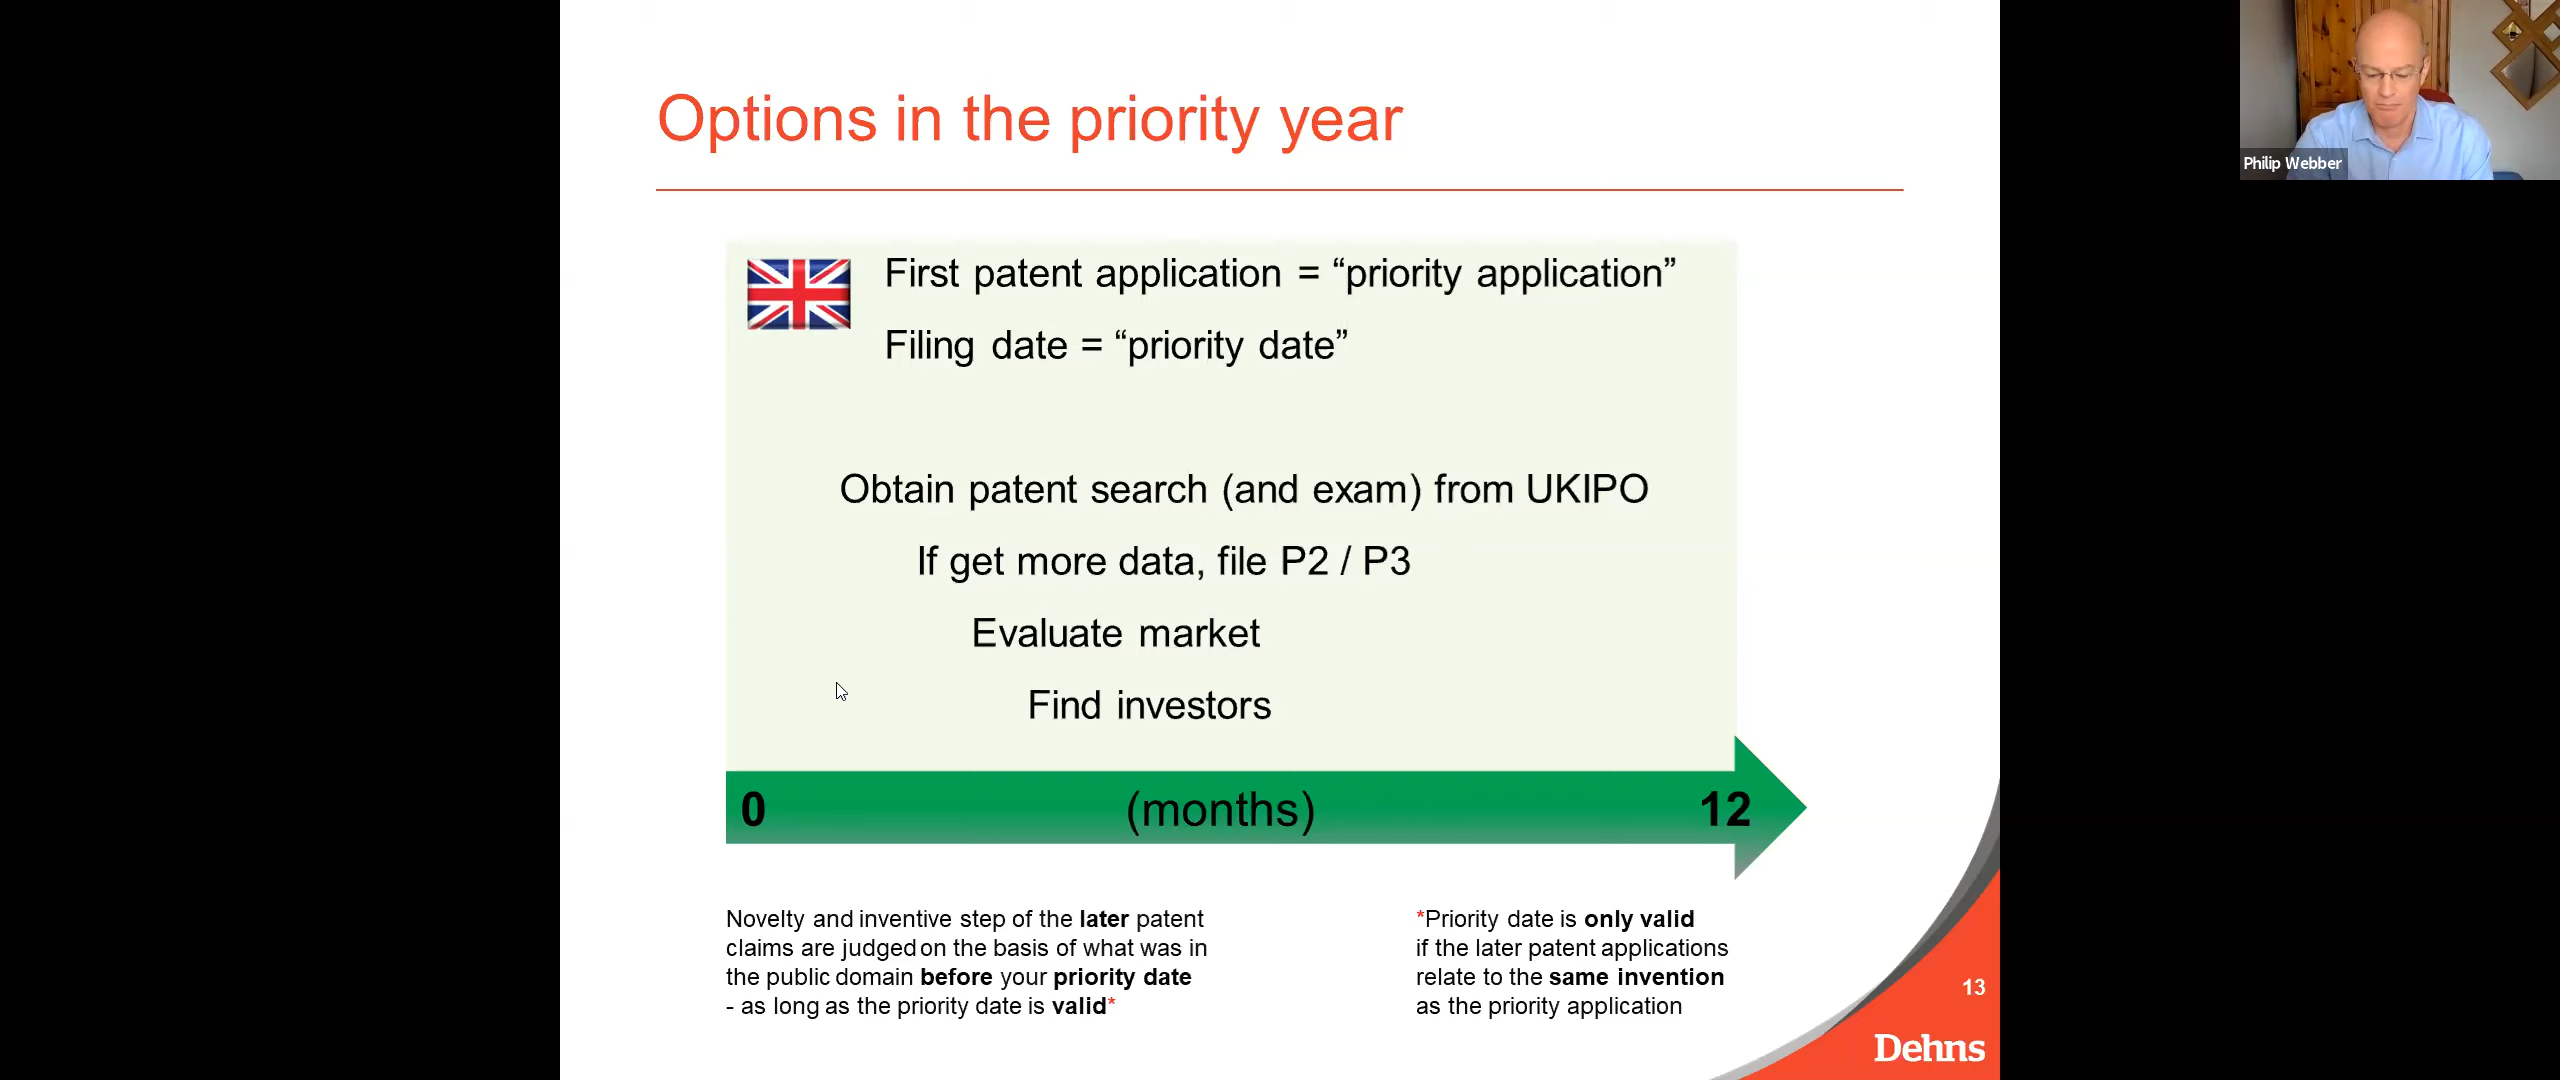 Options in the priority year
Philip Webber
First patent application = “priority application”
Filing date = “priority date”
Obtain patent search (and exam) from UKIPO
If get more data, file P2 / P3
Evaluate market
Find investors
0 (months) 12
Novelty and inventive step of the later patent
claims are judged on the basis of what was in
the public domain before your priority date
- as long as the priority date is valid*
*Priority date is only valid
if the later patent applications
relate to the same invention
as the priority application
13
Dehns